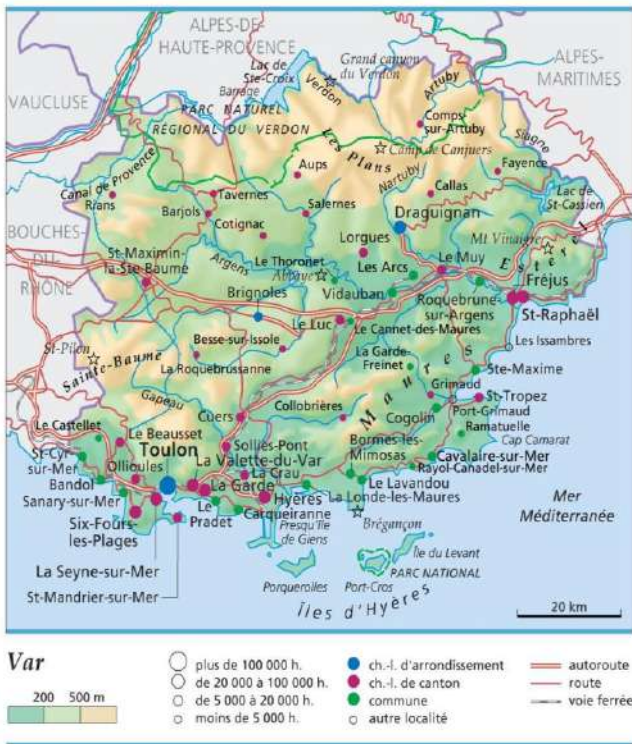 ALPES-DE-
HAUTE-PROVENCE
ALPES-
MARITIMES
VAUCLUSE
BOUCHES-
DU-
RHÔNE
Lac de
Ste-Croix
Barrage
Grand canyon
du Verdon
Verdon
Artuby
PARC NATUREL
RÉGIONAL DU VERDON
Comps-
sur-Artuby
Les Plans
Camp de Canjuers
Siagne
Canal de Provence
Rians
Aups
Nartuby
Fayence
Tavernes
Salernes
Callas
Lac de
St-Cassien
Barjols
Cotignac
Draguignan
Mt Vinaigre
Lorgues
Estérel
St-Maximin-
la-Ste-Baume
Argens
Le Thoronet
Abbaye
Les Arcs
Le Muy
Fréjus
Brignoles
Vidauban
Roquebrune-
sur-Argens
St-Raphaël
Le Luc
Le Cannet-des-Maures
Les Issambres
St-Pilon
Sainte-Baume
Besse-sur-Issole
La Roquebrussanne
La Garde-
Freinet
Ste-Maxime
Maures
Grimaud
St-Tropez
Gapeau
Cuers
Collobrières
Cogolin
Port-Grimaud
Ramatuelle
Cap Camarat
Le Castellet
Le Beausset
Solliès-Pont
Bormes-les-
Mimosas
Cavalaire-sur-Mer
Rayol-Canadel-sur-Mer
St-Cyr-
sur-Mer
Toulon
La Valette-du-Var
Ollioules
La Crau
Bandol
La Garde
Le Lavandou
Sanary-sur-Mer
Hyères
La Londe-les-Maures
Le
Pradet
Carqueiranne
Six-Fours-
les-Plages
Presqu'île
de Giens
Brégançon
Mer
Méditerranée
La Seyne-sur-Mer
Île du Levant
PARC NATIONAL
St-Mandrier-sur-Mer
Porquerolles
Port-Cros
Îles d'Hyères
20 km
Var
200 500 m
plus de 100 000 h.
de 20 000 à 100 000 h.
de 5 000 à 20 000 h.
moins de 5 000 h.
ch.-l. d'arrondissement
ch.-l. de canton
commune
autre localité
autoroute
route
voie ferrée